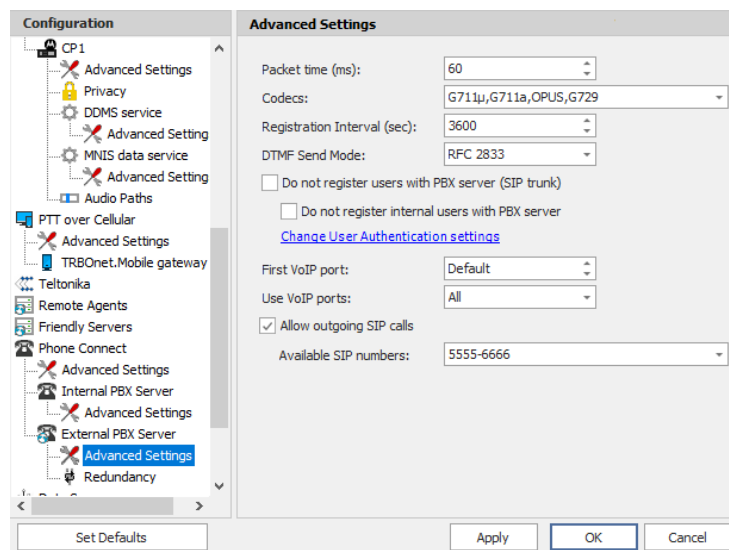 Configuration
CP1
Advanced Settings
Privacy
DDMS service
Advanced Setting
MNIS data service
Advanced Setting
Audio Paths
PTT over Cellular
Advanced Settings
TRBOnet.Mobile gateway
Teltonika
Remote Agents
Friendly Servers
Phone Connect
Advanced Settings
Internal PBX Server
Advanced Settings
External PBX Server
Advanced Settings
Redundancy
Set Defaults
Advanced Settings
Packet time (ms): 60
Codecs: G711µ,G711a,OPUS,G729
Registration Interval (sec): 3600
DTMF Send Mode: RFC 2833
Do not register users with PBX server (SIP trunk)
Do not register internal users with PBX server
Change User Authentication settings
First VoIP port: Default
Use VoIP ports: All
Allow outgoing SIP calls
Available SIP numbers: 5555-6666
Apply OK Cancel